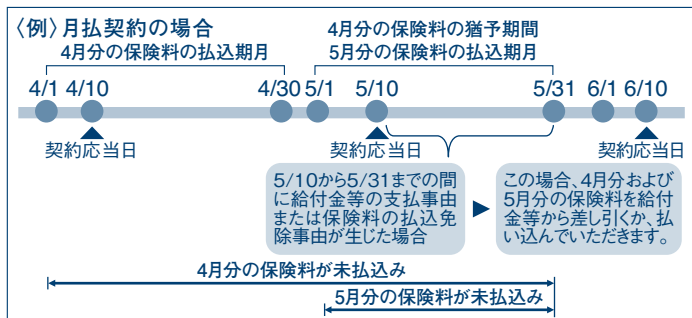 〈例〉月払契約の場合
4月分の保険料の払込期月
4月分の保険料の猶予期間
5月分の保険料の払込期月
4/1 4/10 4/30 5/1 5/10 5/31 6/1 6/10
契約応当日 契約応当日 契約応当日
5/10から5/31までの間
に給付金等の支払事由
または保険料の払込免
除事由が生じた場合
この場合、4月分および
5月分の保険料を給付
金等から差し引くか、払
い込んでいただきます。
4月分の保険料が未払込み
5月分の保険料が未払込み